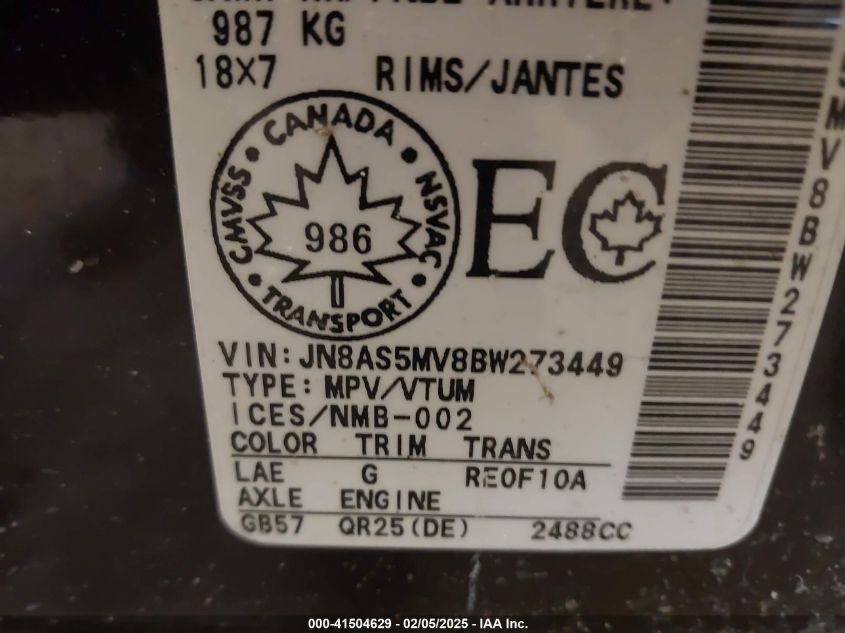 987 KG
18X7 RIMS/JANTES
CANADA
CMVSS
NSVAC
986
TRANSPORT
EC
VIN: JN8AS5MV8BW273449
TYPE: MPV/VTUM
ICES/NMB-002
COLOR TRIM TRANS
LAE G RE0F10A
AXLE ENGINE
GB57 QR25(DE) 2488CC
5MV8BW273449
000-41504629 - 02/05/2025 - IAA Inc.